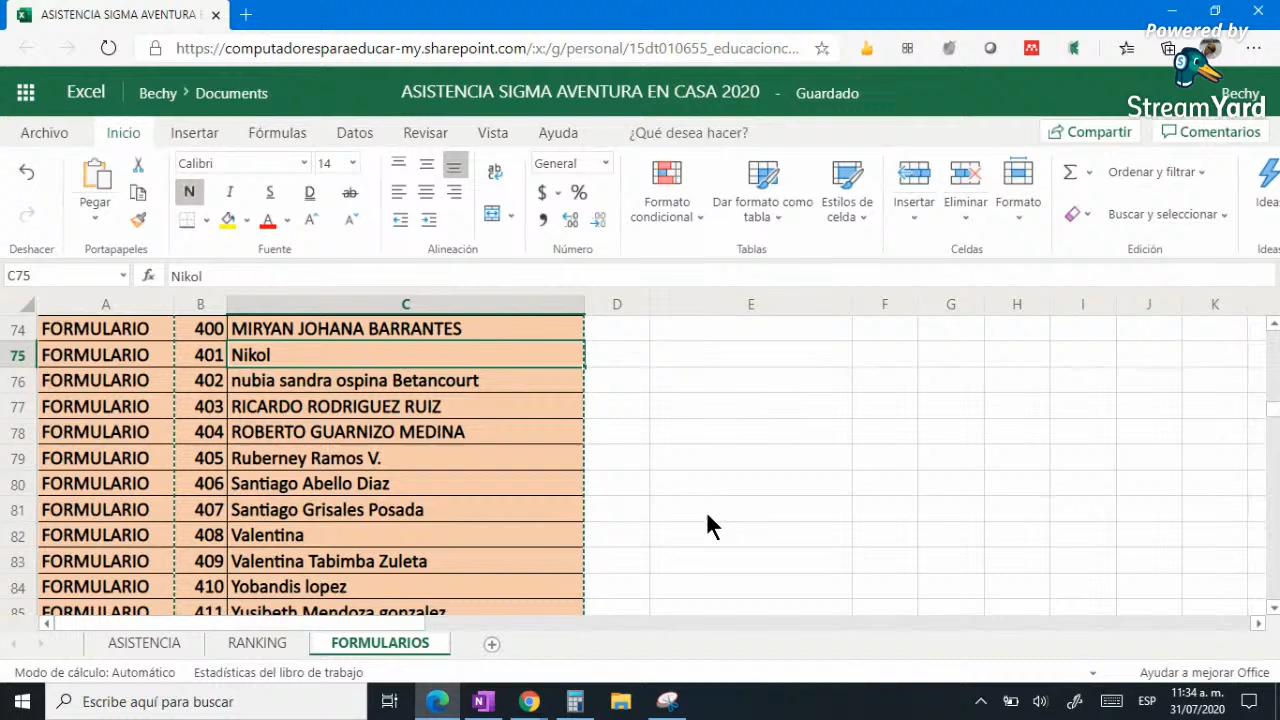 ASISTENCIA SIGMA AVENTURA E
https://computadoresparaeducar-my.sharepoint.com/:x:/g/personal/15dt010655_educacionc...
Powered by
StreamYard
Excel Bechy > Documents ASISTENCIA SIGMA AVENTURA EN CASA 2020 - Guardado Bechy
Archivo Inicio Insertar Fórmulas Datos Revisar Vista Ayuda ¿Qué desea hacer? Compartir Comentarios
Calibri 14 General Ordenar y filtrar
Pegar N I S D ab $ % Formato condicional Dar formato como tabla Estilos de celda Insertar Eliminar Formato Buscar y seleccionar Ideas
Deshacer Portapapeles Fuente Alineación Número Tablas Celdas Edición Ideas
C75 fx Nikol
A B C D E F G H I J K
74 FORMULARIO 400 MIRYAN JOHANA BARRANTES
75 FORMULARIO 401 Nikol
76 FORMULARIO 402 nubia sandra ospina Betancourt
77 FORMULARIO 403 RICARDO RODRIGUEZ RUIZ
78 FORMULARIO 404 ROBERTO GUARNIZO MEDINA
79 FORMULARIO 405 Ruberney Ramos V.
80 FORMULARIO 406 Santiago Abello Diaz
81 FORMULARIO 407 Santiago Grisales Posada
82 FORMULARIO 408 Valentina
83 FORMULARIO 409 Valentina Tabimba Zuleta
84 FORMULARIO 410 Yobandis lopez
85 FORMULARIO 411 Yusibeth Mendoza gonzalez
ASISTENCIA RANKING FORMULARIOS
Modo de cálculo: Automático Estadísticas del libro de trabajo Ayudar a mejorar Office
Escribe aquí para buscar ESP 11:34 a. m.
31/07/2020